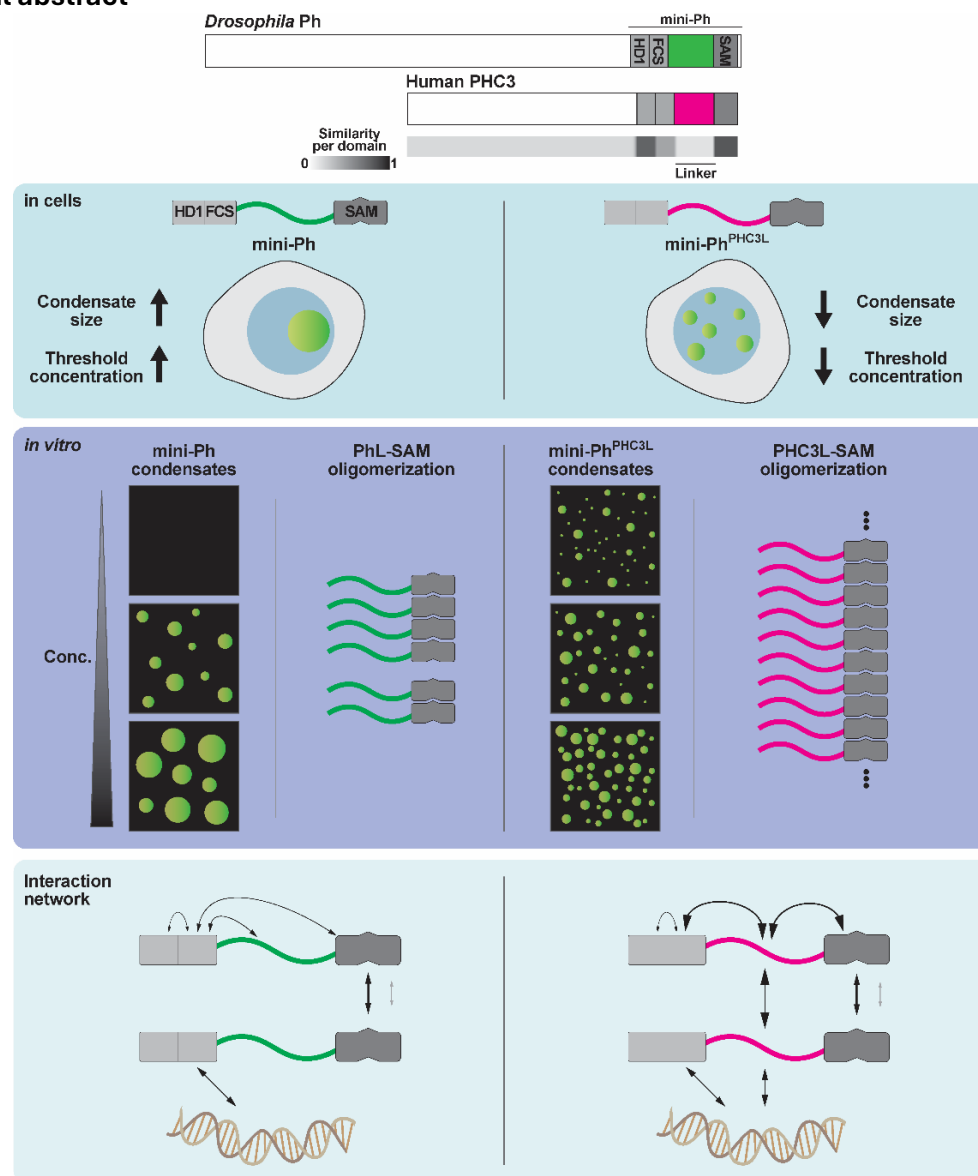 Drosophila Ph
mini-Ph
HD1
FCS
SAM
Human PHC3
Similarity
per domain
0
1
Linker
in cells
HD1 FCS
SAM
mini-Ph
mini-PhPHC3L
Condensate
size
Threshold
concentration
Condensate
size
Threshold
concentration
in vitro
mini-Ph
condensates
PhL-SAM
oligomerization
mini-PhPHC3L
condensates
PHC3L-SAM
oligomerization
Conc.
Interaction
network